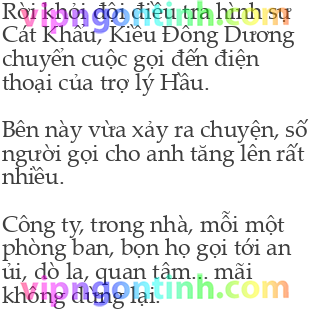 Rời khỏi đội điều tra hình sự
Cát Khẩu, Kiều Đông Dương
chuyển cuộc gọi đến điện
thoại của trợ lý Hầu.
Bên này vừa xảy ra chuyện, số
người gọi cho anh tăng lên rất
nhiều.
Công ty, trong nhà, mỗi một
phòng ban, bọn họ gọi tới an
ủi, dò la, quan tâm... mãi
không dừng lại.
vipngontinh.com
vipngontinh.com